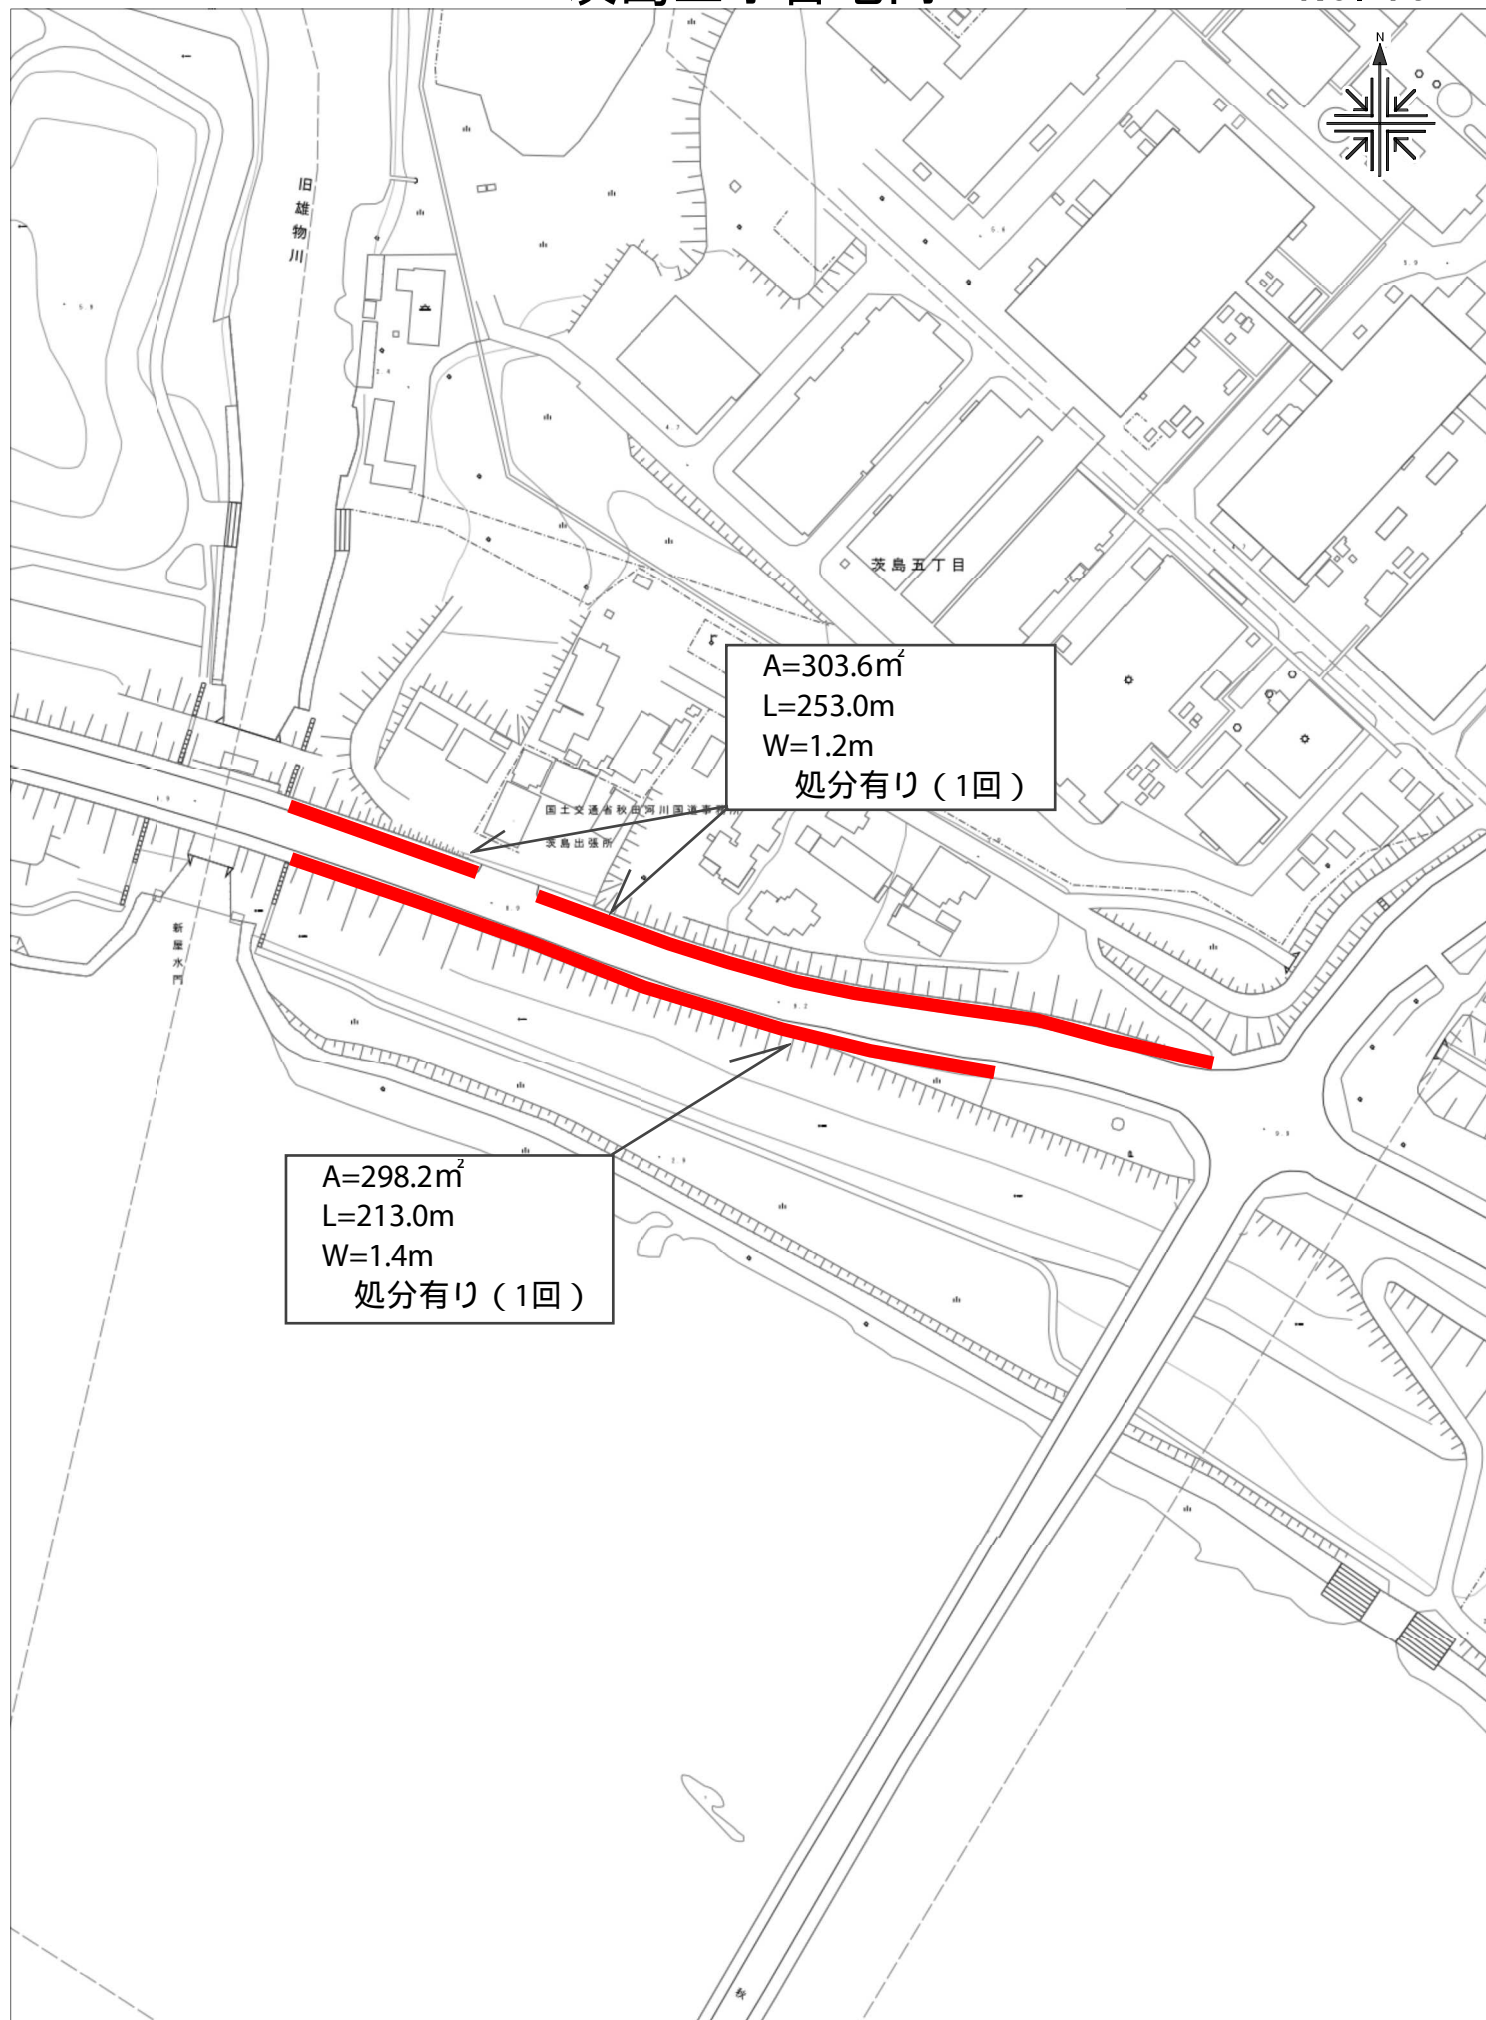 N
旧雄物川
茨島五丁目
A=303.6㎡
L=253.0m
W=1.2m
処分有り（1回）
国土交通省秋田河川国道事務所
茨島出張所
新屋水門
A=298.2㎡
L=213.0m
W=1.4m
処分有り（1回）
秋